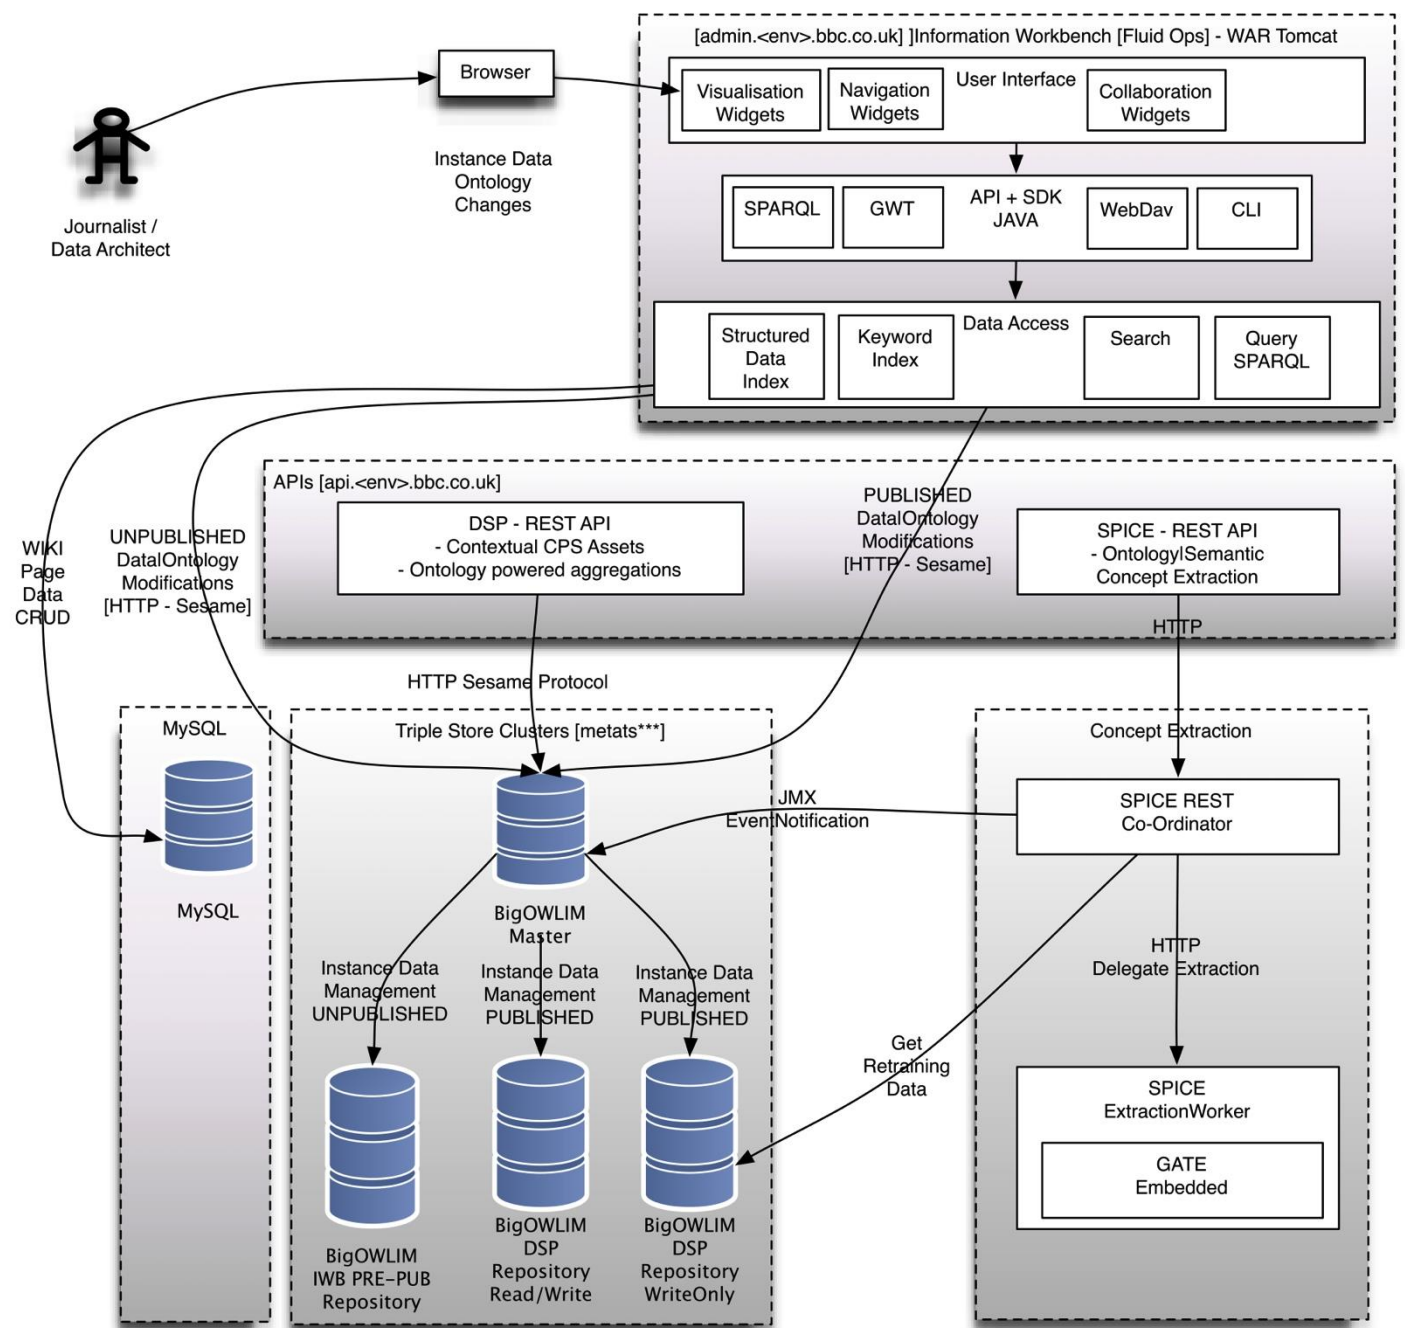 [admin.<env>.bbc.co.uk] ]Information Workbench [Fluid Ops] - WAR Tomcat
Browser
User Interface
Visualisation
Widgets
Navigation
Widgets
Collaboration
Widgets
Instance Data
Ontology
Changes
Journalist /
Data Architect
SPARQL
GWT
API + SDK
JAVA
WebDav
CLI
Data Access
Structured
Data
Index
Keyword
Index
Search
Query
SPARQL
APIs [api.<env>.bbc.co.uk]
DSP - REST API
- Contextual CPS Assets
- Ontology powered aggregations
PUBLISHED
Data|Ontology
Modifications
[HTTP - Sesame]
SPICE - REST API
- Ontology|Semantic
Concept Extraction
WIKI
Page
Data
CRUD
UNPUBLISHED
Data|Ontology
Modifications
[HTTP - Sesame]
HTTP
HTTP Sesame Protocol
MySQL
MySQL
Triple Store Clusters [metats***]
BigOWLIM
Master
JMX
EventNotification
Concept Extraction
SPICE REST
Co-Ordinator
HTTP
Delegate Extraction
Instance Data
Management
UNPUBLISHED
Instance Data
Management
PUBLISHED
Instance Data
Management
PUBLISHED
Get
Retraining
Data
SPICE
ExtractionWorker
GATE
Embedded
BigOWLIM
IWB PRE-PUB
Repository
BigOWLIM
DSP
Repository
Read/Write
BigOWLIM
DSP
Repository
WriteOnly